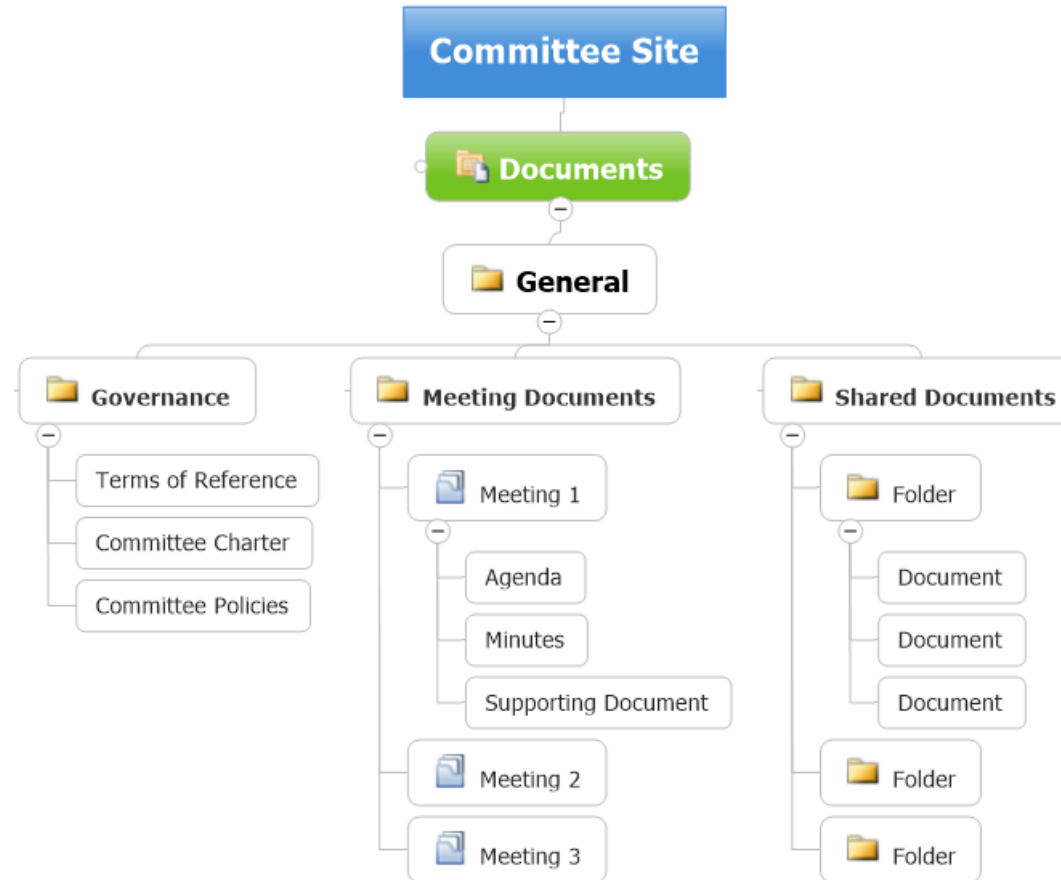 Committee Site
Documents
General
Governance
Terms of Reference
Committee Charter
Committee Policies
Meeting Documents
Meeting 1
Agenda
Minutes
Supporting Document
Meeting 2
Meeting 3
Shared Documents
Folder
Document
Document
Document
Folder
Folder